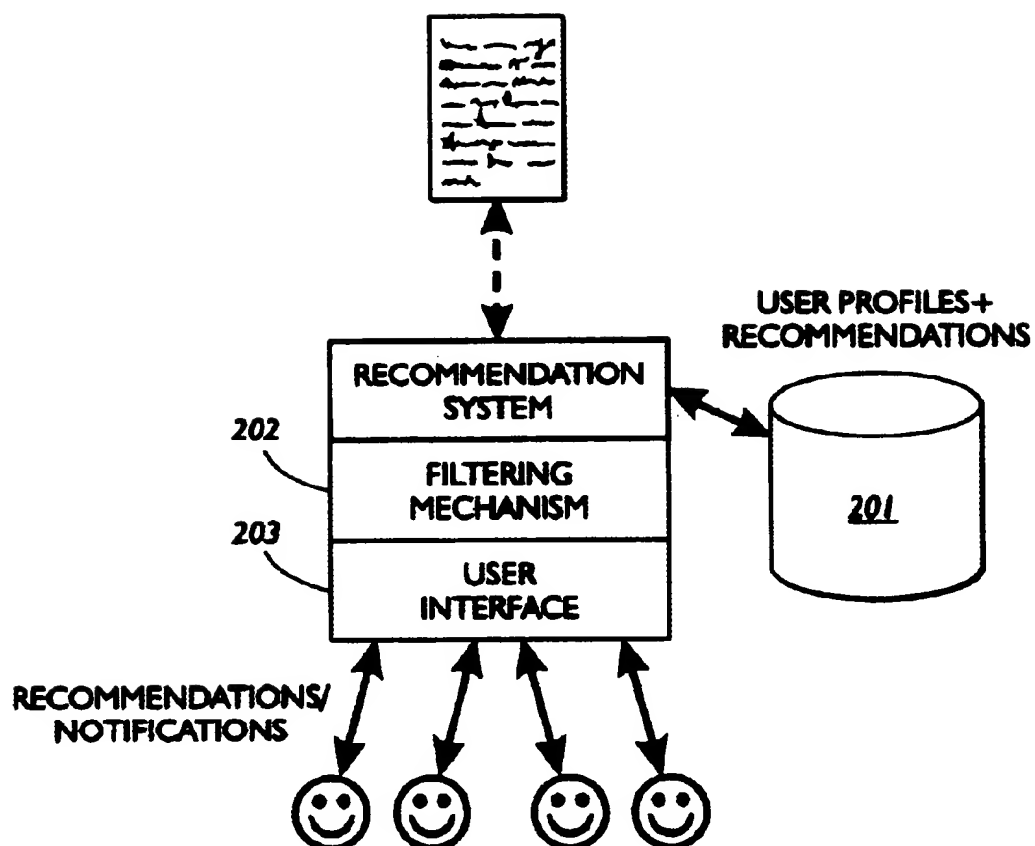 USER PROFILES+
RECOMMENDATIONS
RECOMMENDATION
SYSTEM
202
FILTERING
MECHANISM
201
203
USER
INTERFACE
RECOMMENDATIONS/
NOTIFICATIONS